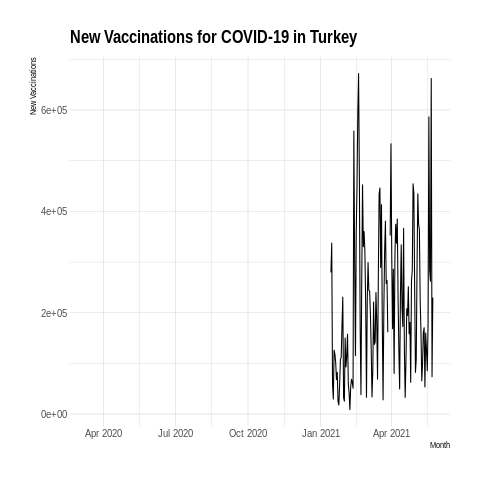 New Vaccinations for COVID-19 in Turkey
New Vaccinations
6e+05
4e+05
2e+05
0e+00
Apr 2020 Jul 2020 Oct 2020 Jan 2021 Apr 2021
Month